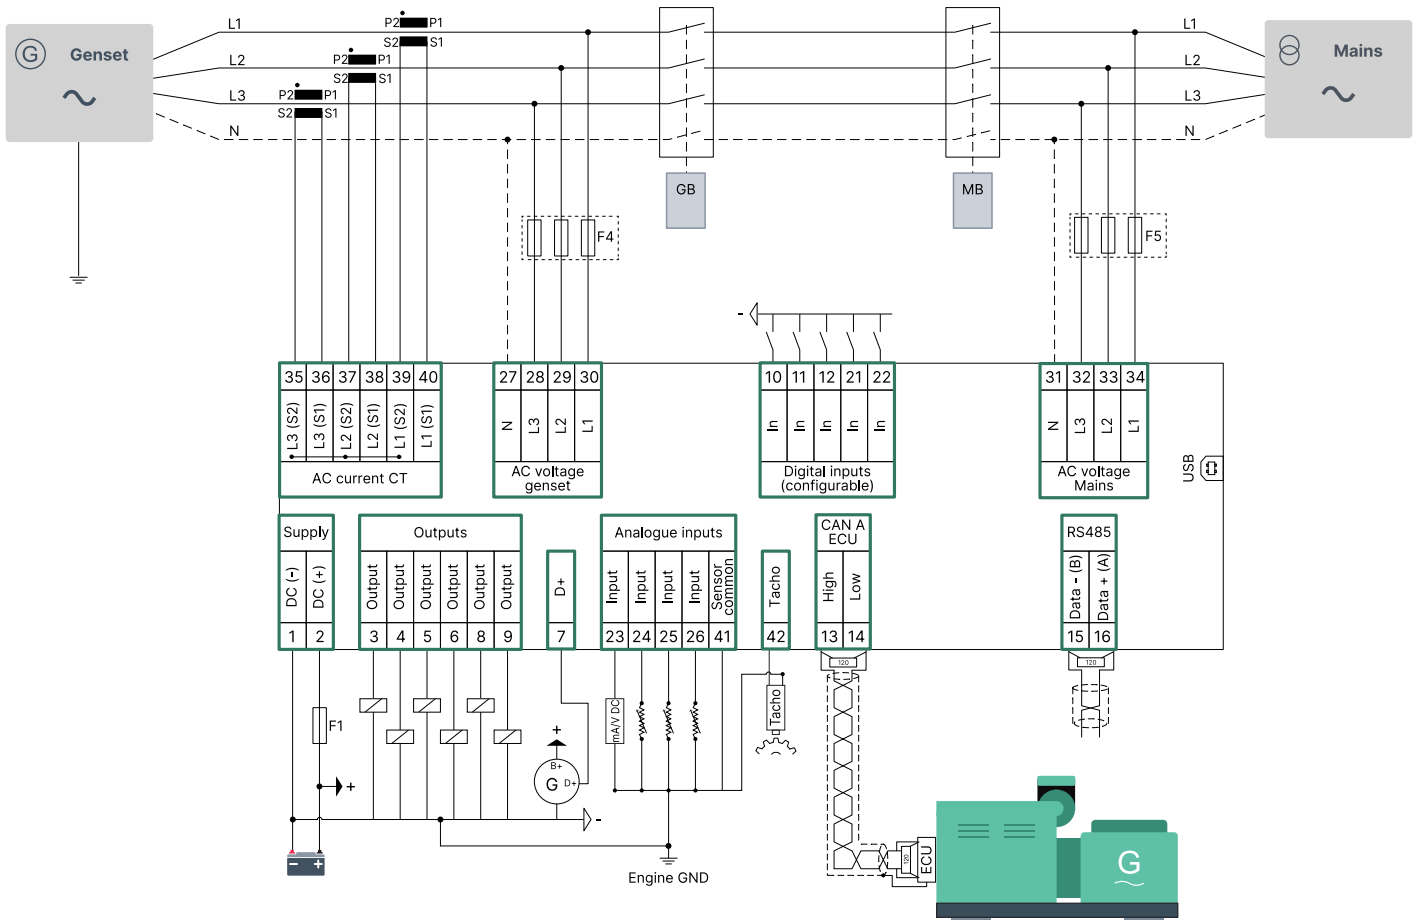 L1
P2 P1
S2 S1
L1
G Genset
Mains
L2
P2 P1
S2 S1
L2
L3
P2 P1
S2 S1
L3
N
N
GB
MB
F4
F5
-
35 36 37 38 39 40
L3 (S2)
L3 (S1)
L2 (S2)
L2 (S1)
L1 (S2)
L1 (S1)
AC current CT
27 28 29 30
N
L3
L2
L1
AC voltage
genset
10 11 12 21 22
In
In
In
In
In
Digital inputs
(configurable)
31 32 33 34
N
L3
L2
L1
AC voltage
Mains
USB
Supply
DC (-)
DC (+)
1 2
Outputs
Output
Output
Output
Output
Output
Output
3 4 5 6 8 9
D+
7
Analogue inputs
Input
Input
Input
Input
Sensor
common
23 24 25 26 41
Tacho
42
CAN A
ECU
High
Low
13 14
RS485
Data - (B)
Data + (A)
15 16
120
120
F1
mA/V DC
Tacho
+
B+
G D+
+
-
- +
Engine GND
120
ECU
G